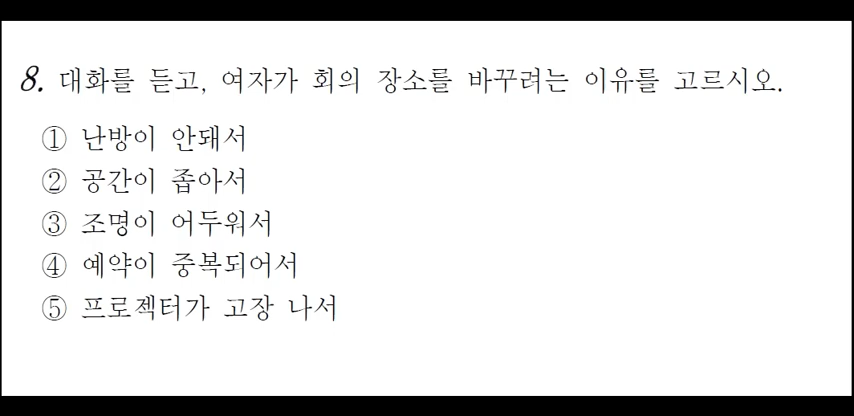 8. 대화를 듣고, 여자가 회의 장소를 바꾸려는 이유를 고르시오.
① 난방이 안돼서
② 공간이 좁아서
③ 조명이 어두워서
④ 예약이 중복되어서
⑤ 프로젝터가 고장 나서